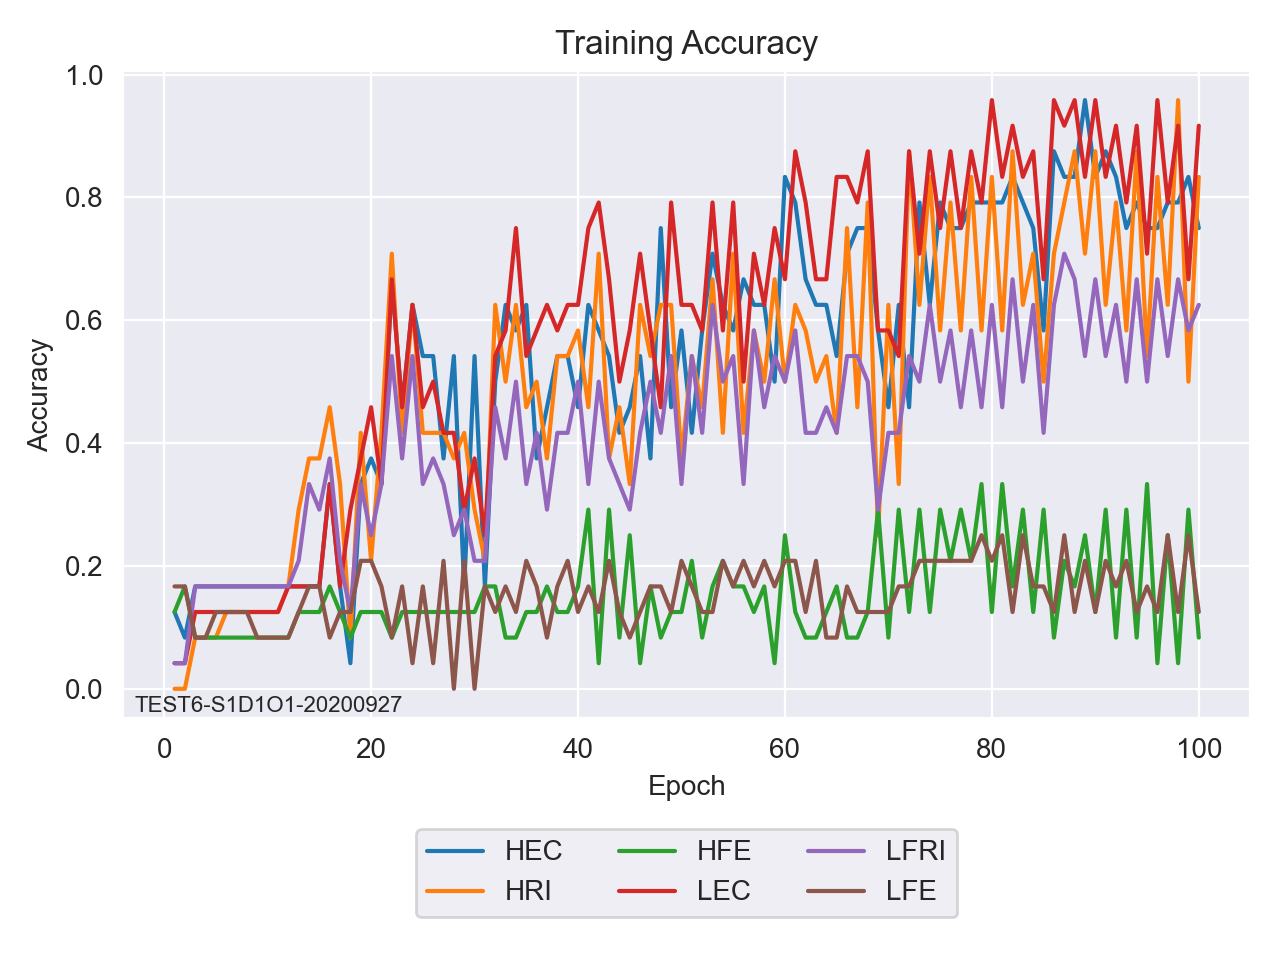 Training Accuracy
1.0
0.8
0.6
0.4
0.2
0.0
Accuracy
TEST6-S1D1O1-20200927
0 20 40 60 80 100
Epoch
HEC HFE LFRI
HRI LEC LFE